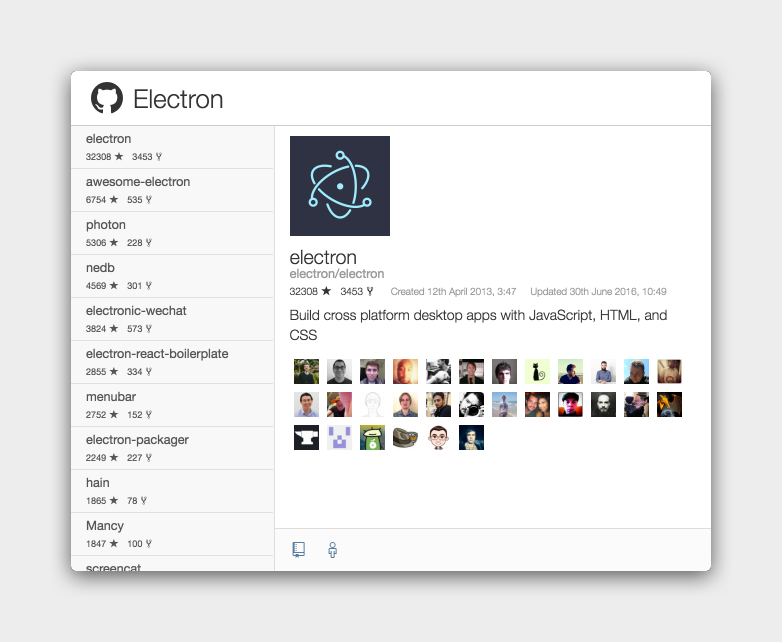 Electron
electron
32308 3453
awesome-electron
6754 535
photon
5306 228
nedb
4569 301
electronic-wechat
3824 573
electron-react-boilerplate
2855 334
menubar
2752 152
electron-packager
2249 227
hain
1865 78
Mancy
1847 100
screencat
electron
electron/electron
32308 3453 Created 12th April 2013, 3:47 Updated 30th June 2016, 10:49
Build cross platform desktop apps with JavaScript, HTML, and
CSS